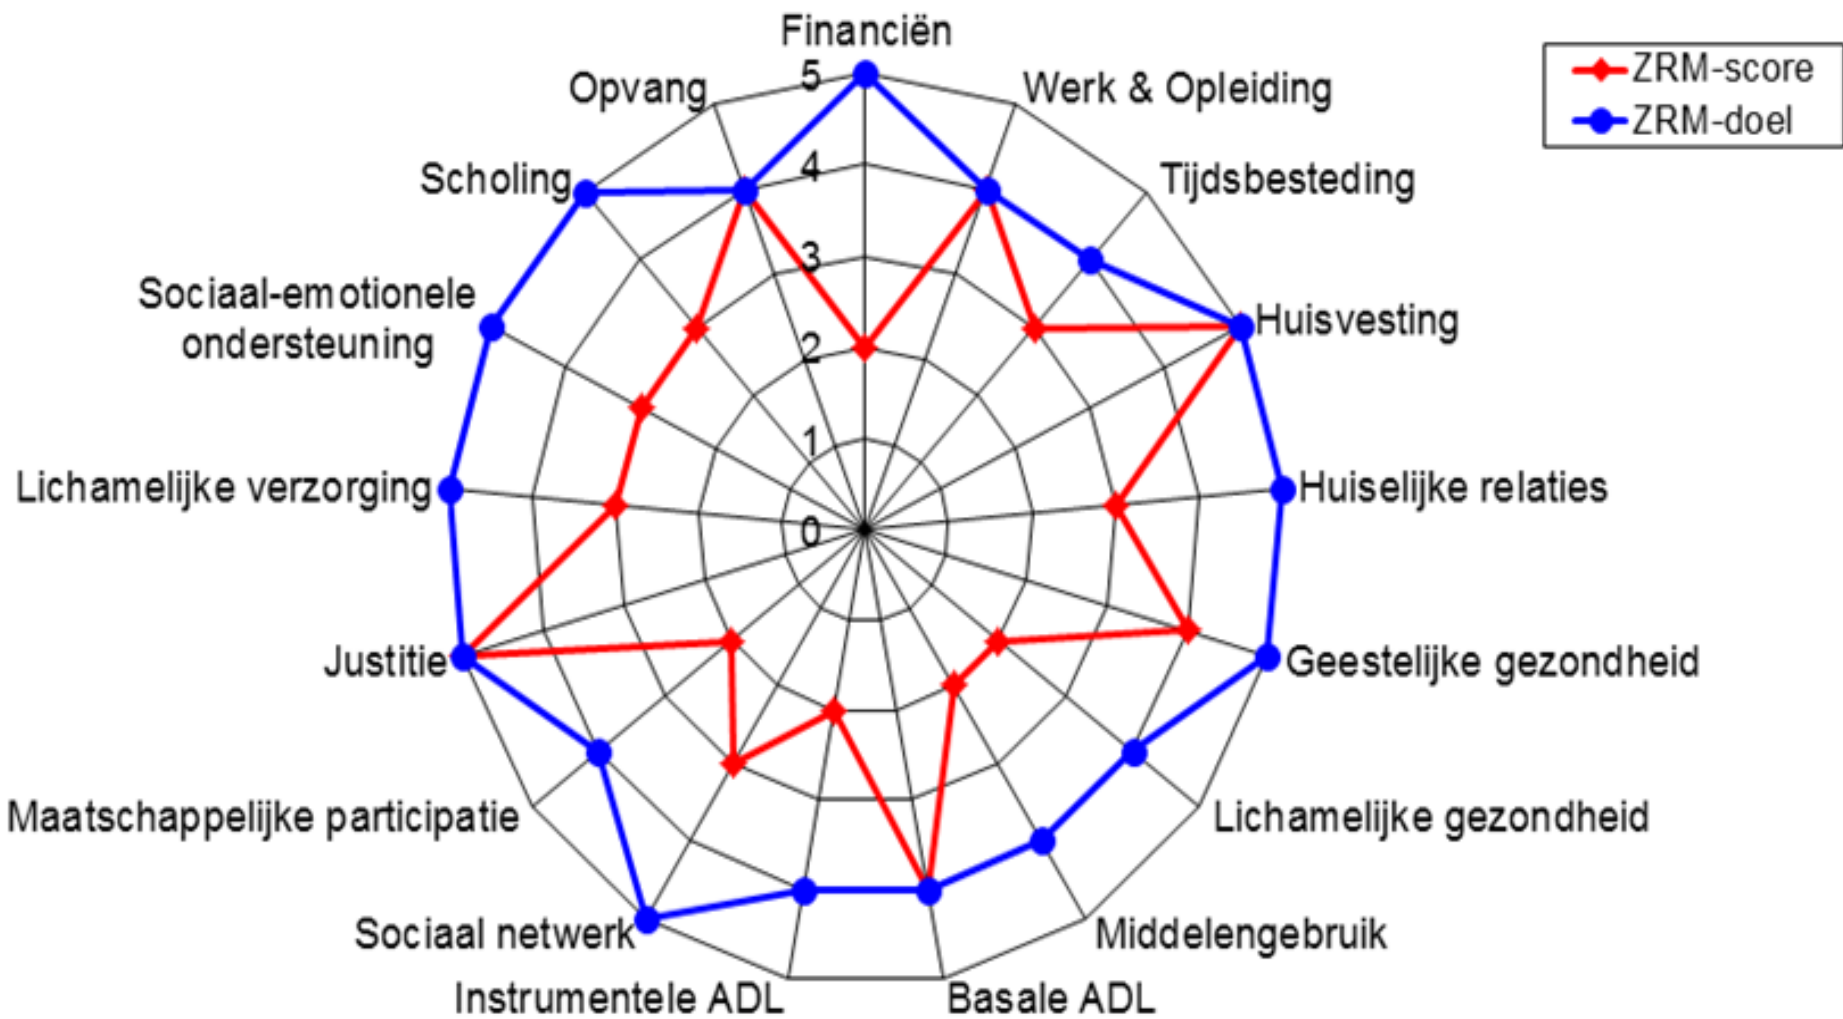 Financiën
Opvang
5
Werk & Opleiding
ZRM-score
ZRM-doel
Scholing
4
Tijdsbesteding
Sociaal-emotionele
ondersteuning
3
Huisvesting
2
1
Lichamelijke verzorging
0
Huiselijke relaties
Justitie
Geestelijke gezondheid
Maatschappelijke participatie
Lichamelijke gezondheid
Sociaal netwerk
Middelengebruik
Instrumentele ADL
Basale ADL